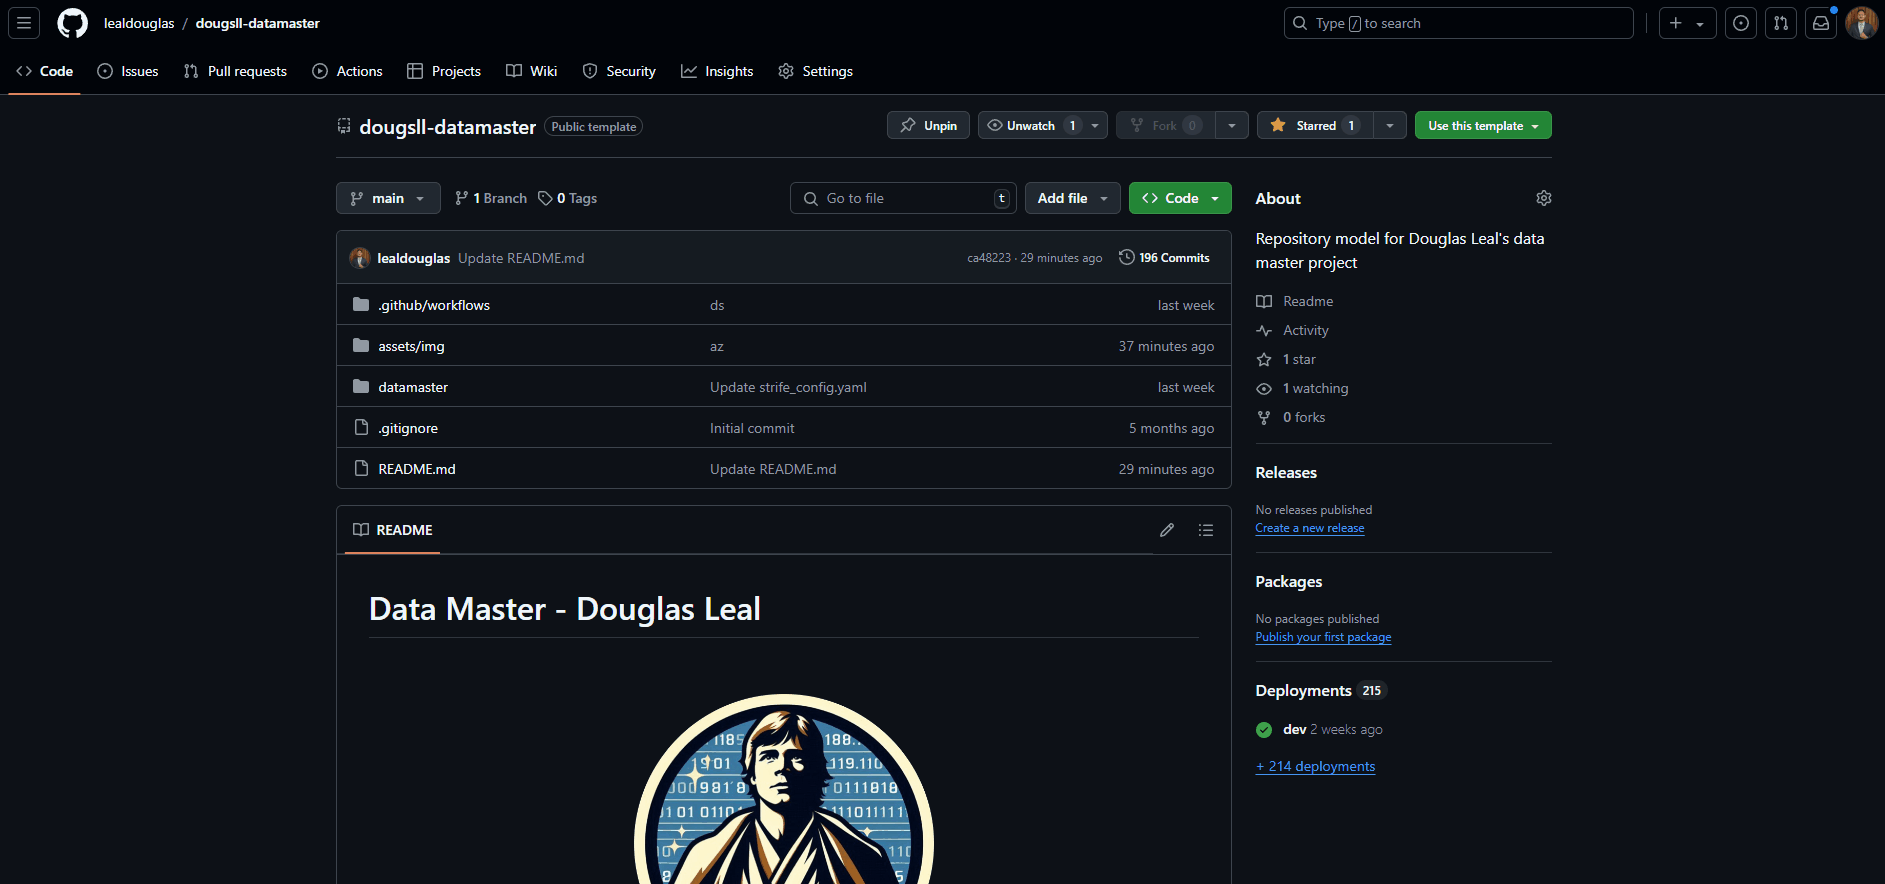 lealdouglas / dougsll-datamaster
Type / to search
Code
Issues
Pull requests
Actions
Projects
Wiki
Security
Insights
Settings
dougsll-datamaster
Public template
Unpin
Unwatch 1
Fork 0
Starred 1
Use this template
main
1 Branch
0 Tags
Go to file
t
Add file
Code
lealdouglas Update README.md
ca48223 · 29 minutes ago
196 Commits
.github/workflows
ds
last week
assets/img
az
37 minutes ago
datamaster
Update strife_config.yaml
last week
.gitignore
Initial commit
5 months ago
README.md
Update README.md
29 minutes ago
README
Data Master - Douglas Leal
About
Repository model for Douglas Leal's data
master project
Readme
Activity
1 star
1 watching
0 forks
Releases
No releases published
Create a new release
Packages
No packages published
Publish your first package
Deployments 215
dev 2 weeks ago
+ 214 deployments